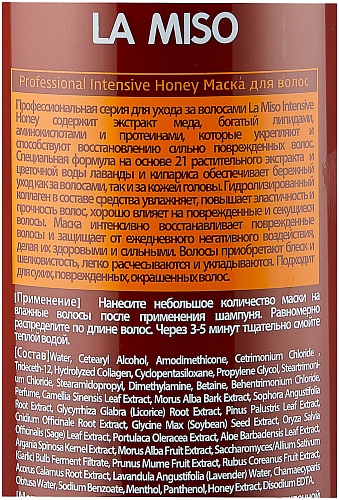 LA MISO
Professional Intensive Honey Маска для волос
Профессиональная серия для ухода за волосами La Miso Intensive
Honey содержит экстракт меда, богатый липидами,
аминокислотами и протеинами, которые укрепляют и
способствуют восстановлению сильно поврежденных волос.
Специальная формула на основе 21 растительного экстракта и
цветочной воды лаванды и кипариса обеспечивает бережный
уход как за волосами, так и за кожей головы. Гидролизированный
коллаген в составе средства увлажняет, повышает эластичность и
прочность волос, хорошо влияет на поврежденные и секущиеся
волосы. Маска интенсивно восстанавливает поврежденные
волосы и защищает от ежедневного негативного воздействия,
делая их здоровыми и сильными. Волосы приобретают блеск и
шелковистость, легко расчесываются и укладываются. Подходит
для сухих, поврежденных, окрашенных волос.
[Применение] Нанесите небольшое количество маски на
влажные волосы после применения шампуня. Равномерно
распределите по длине волос. Через 3-5 минут тщательно смойте
теплой водой.
[Состав]Water, Cetearyl Alcohol, Amodimethicone, Cetrimonium Chloride ,
Trideceth-12, Hydrolyzed Collagen, Cyclopentasiloxane, Propylene Glycol, Steartrimoni-
um Chloride, Stearamidopropyl, Dimethylamine, Betaine, Behentrimonium Chloride,
Perfume, Camellia Sinensis Leaf Extract, Morus Alba Bark Extract, Sophora Angustifolia
Root Extract, Glycyrrhiza Glabra (Licorice) Root Extract, Pinus Palustris Leaf Extract,
Cnidium Officinale Root Extract, Glycine Max (Soybean) Seed Extract, Oryza Salvia
Officinalis (Sage) Leaf Extract, Portulaca Oleracea Extract, Aloe Barbadensis Leaf Extract,
Argania Spinosa Kernel Extract, Morus Alba Fruit Extract, Saccharomyces/Allium Sativum
(Garlic) Bulb Ferment Filtrate, Prunus Mume Fruit Extract, Rubus Coreanus Fruit Extract,
Acorus Calamus Root Extract, Lavandula Angustifolia (Lavender) Water, Chamaecyparis
Obtusa Water, Sodium Benzoate, Menthol, Panthenol, Honey Extract, Disodium EDTA.